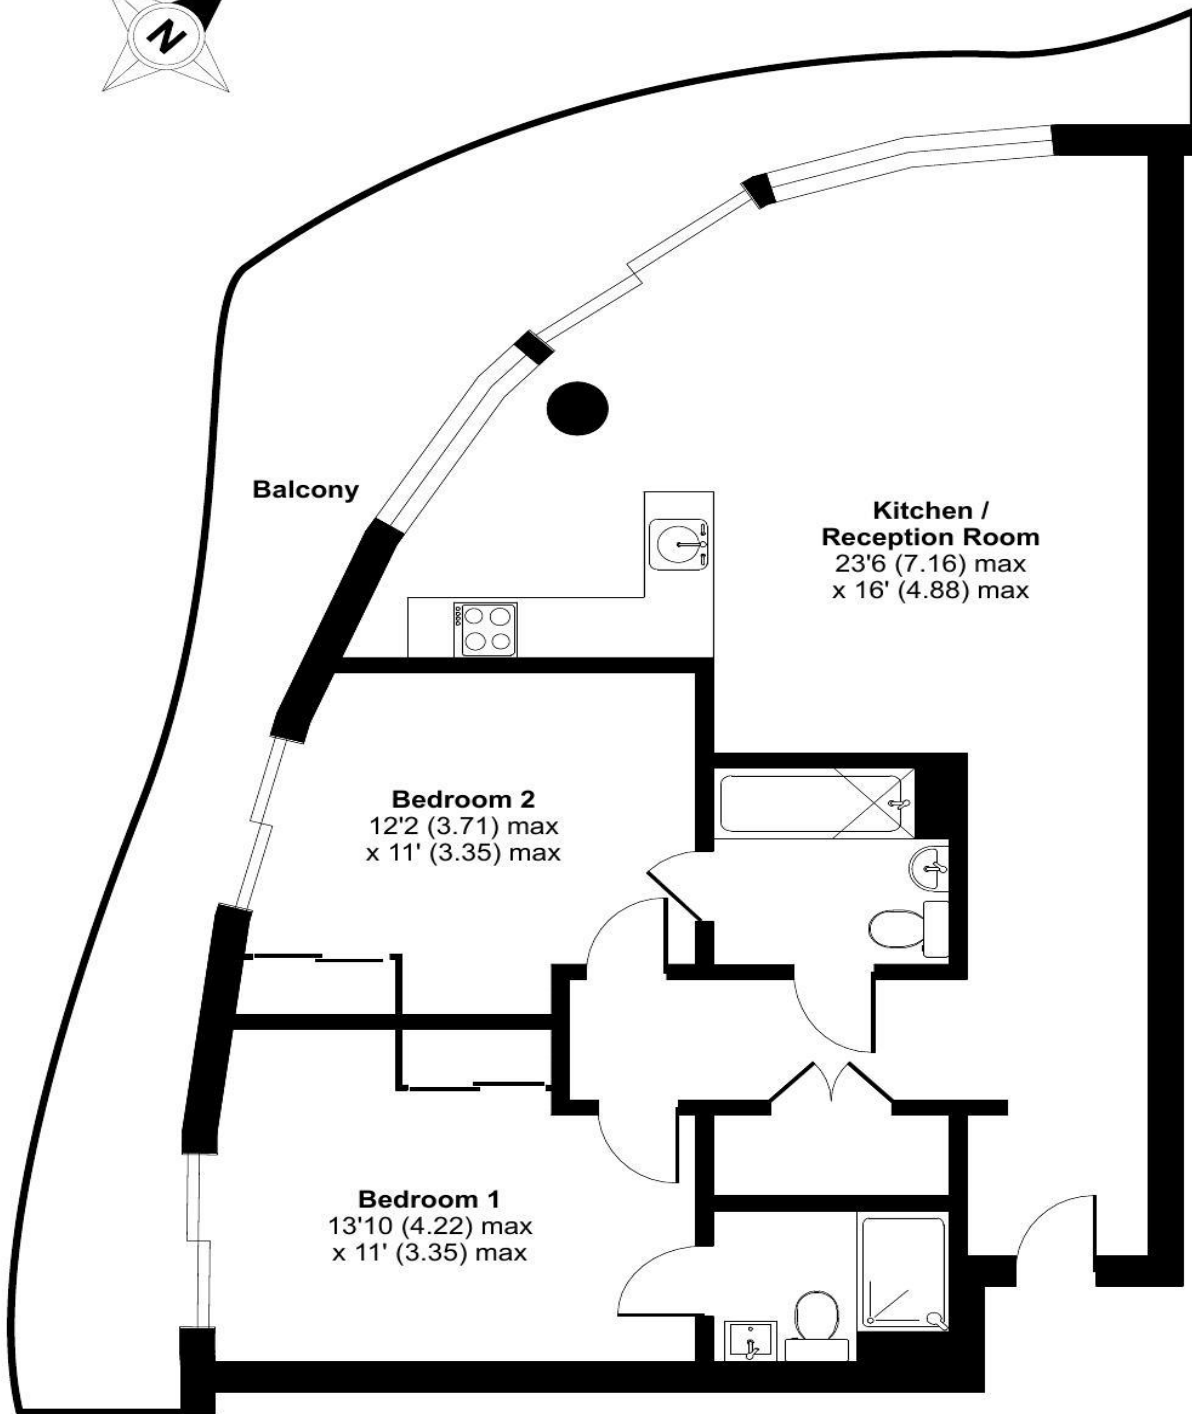 N
Balcony
Kitchen /
Reception Room
23'6 (7.16) max
x 16' (4.88) max
Bedroom 2
12'2 (3.71) max
x 11' (3.35) max
Bedroom 1
13'10 (4.22) max
x 11' (3.35) max